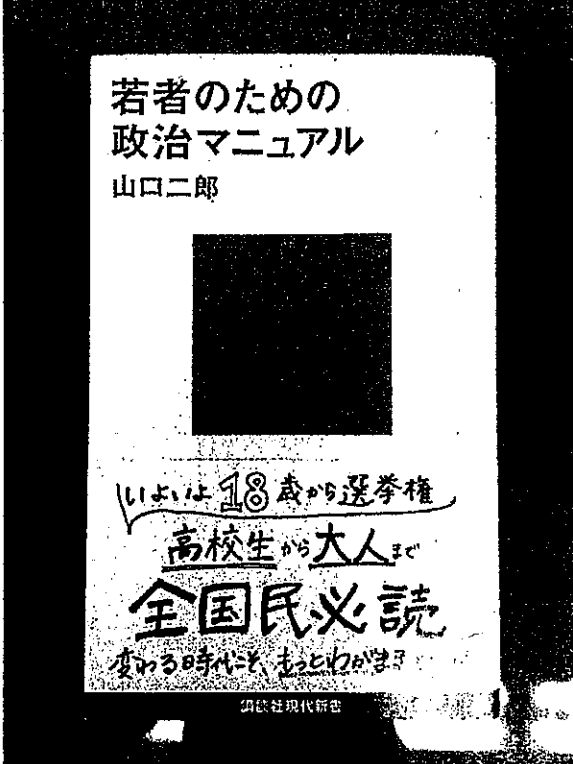 若者のための
政治マニュアル
山口二郎
いよいよ18歳から選挙権
高校生から大人まで
全国民必読
変わる時代こそ、もっとわがまま
講談社現代新書